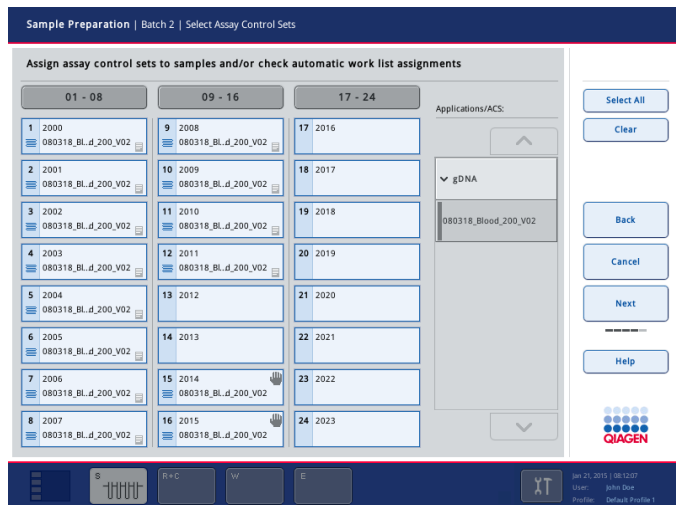 Sample Preparation | Batch 2 | Select Assay Control Sets
Assign assay control sets to samples and/or check automatic work list assignments
01 - 08
09 - 16
17 - 24
Applications/ACS:
1 2000
080318_Bl..d_200_V02
2 2001
080318_Bl..d_200_V02
3 2002
080318_Bl..d_200_V02
4 2003
080318_Bl..d_200_V02
5 2004
080318_Bl..d_200_V02
6 2005
080318_Bl..d_200_V02
7 2006
080318_Bl..d_200_V02
8 2007
080318_Bl..d_200_V02
9 2008
080318_Bl..d_200_V02
10 2009
080318_Bl..d_200_V02
11 2010
080318_Bl..d_200_V02
12 2011
080318_Bl..d_200_V02
13 2012
14 2013
15 2014
080318_Bl..d_200_V02
16 2015
080318_Bl..d_200_V02
17 2016
18 2017
19 2018
20 2019
21 2020
22 2021
23 2022
24 2023
gDNA
080318_Blood_200_V02
Select All
Clear
Back
Cancel
Next
Help
QIAGEN
S
R+C
W
E
Jan 21, 2015 | 08:12:07
User: John Doe
Profile: Default Profile 1